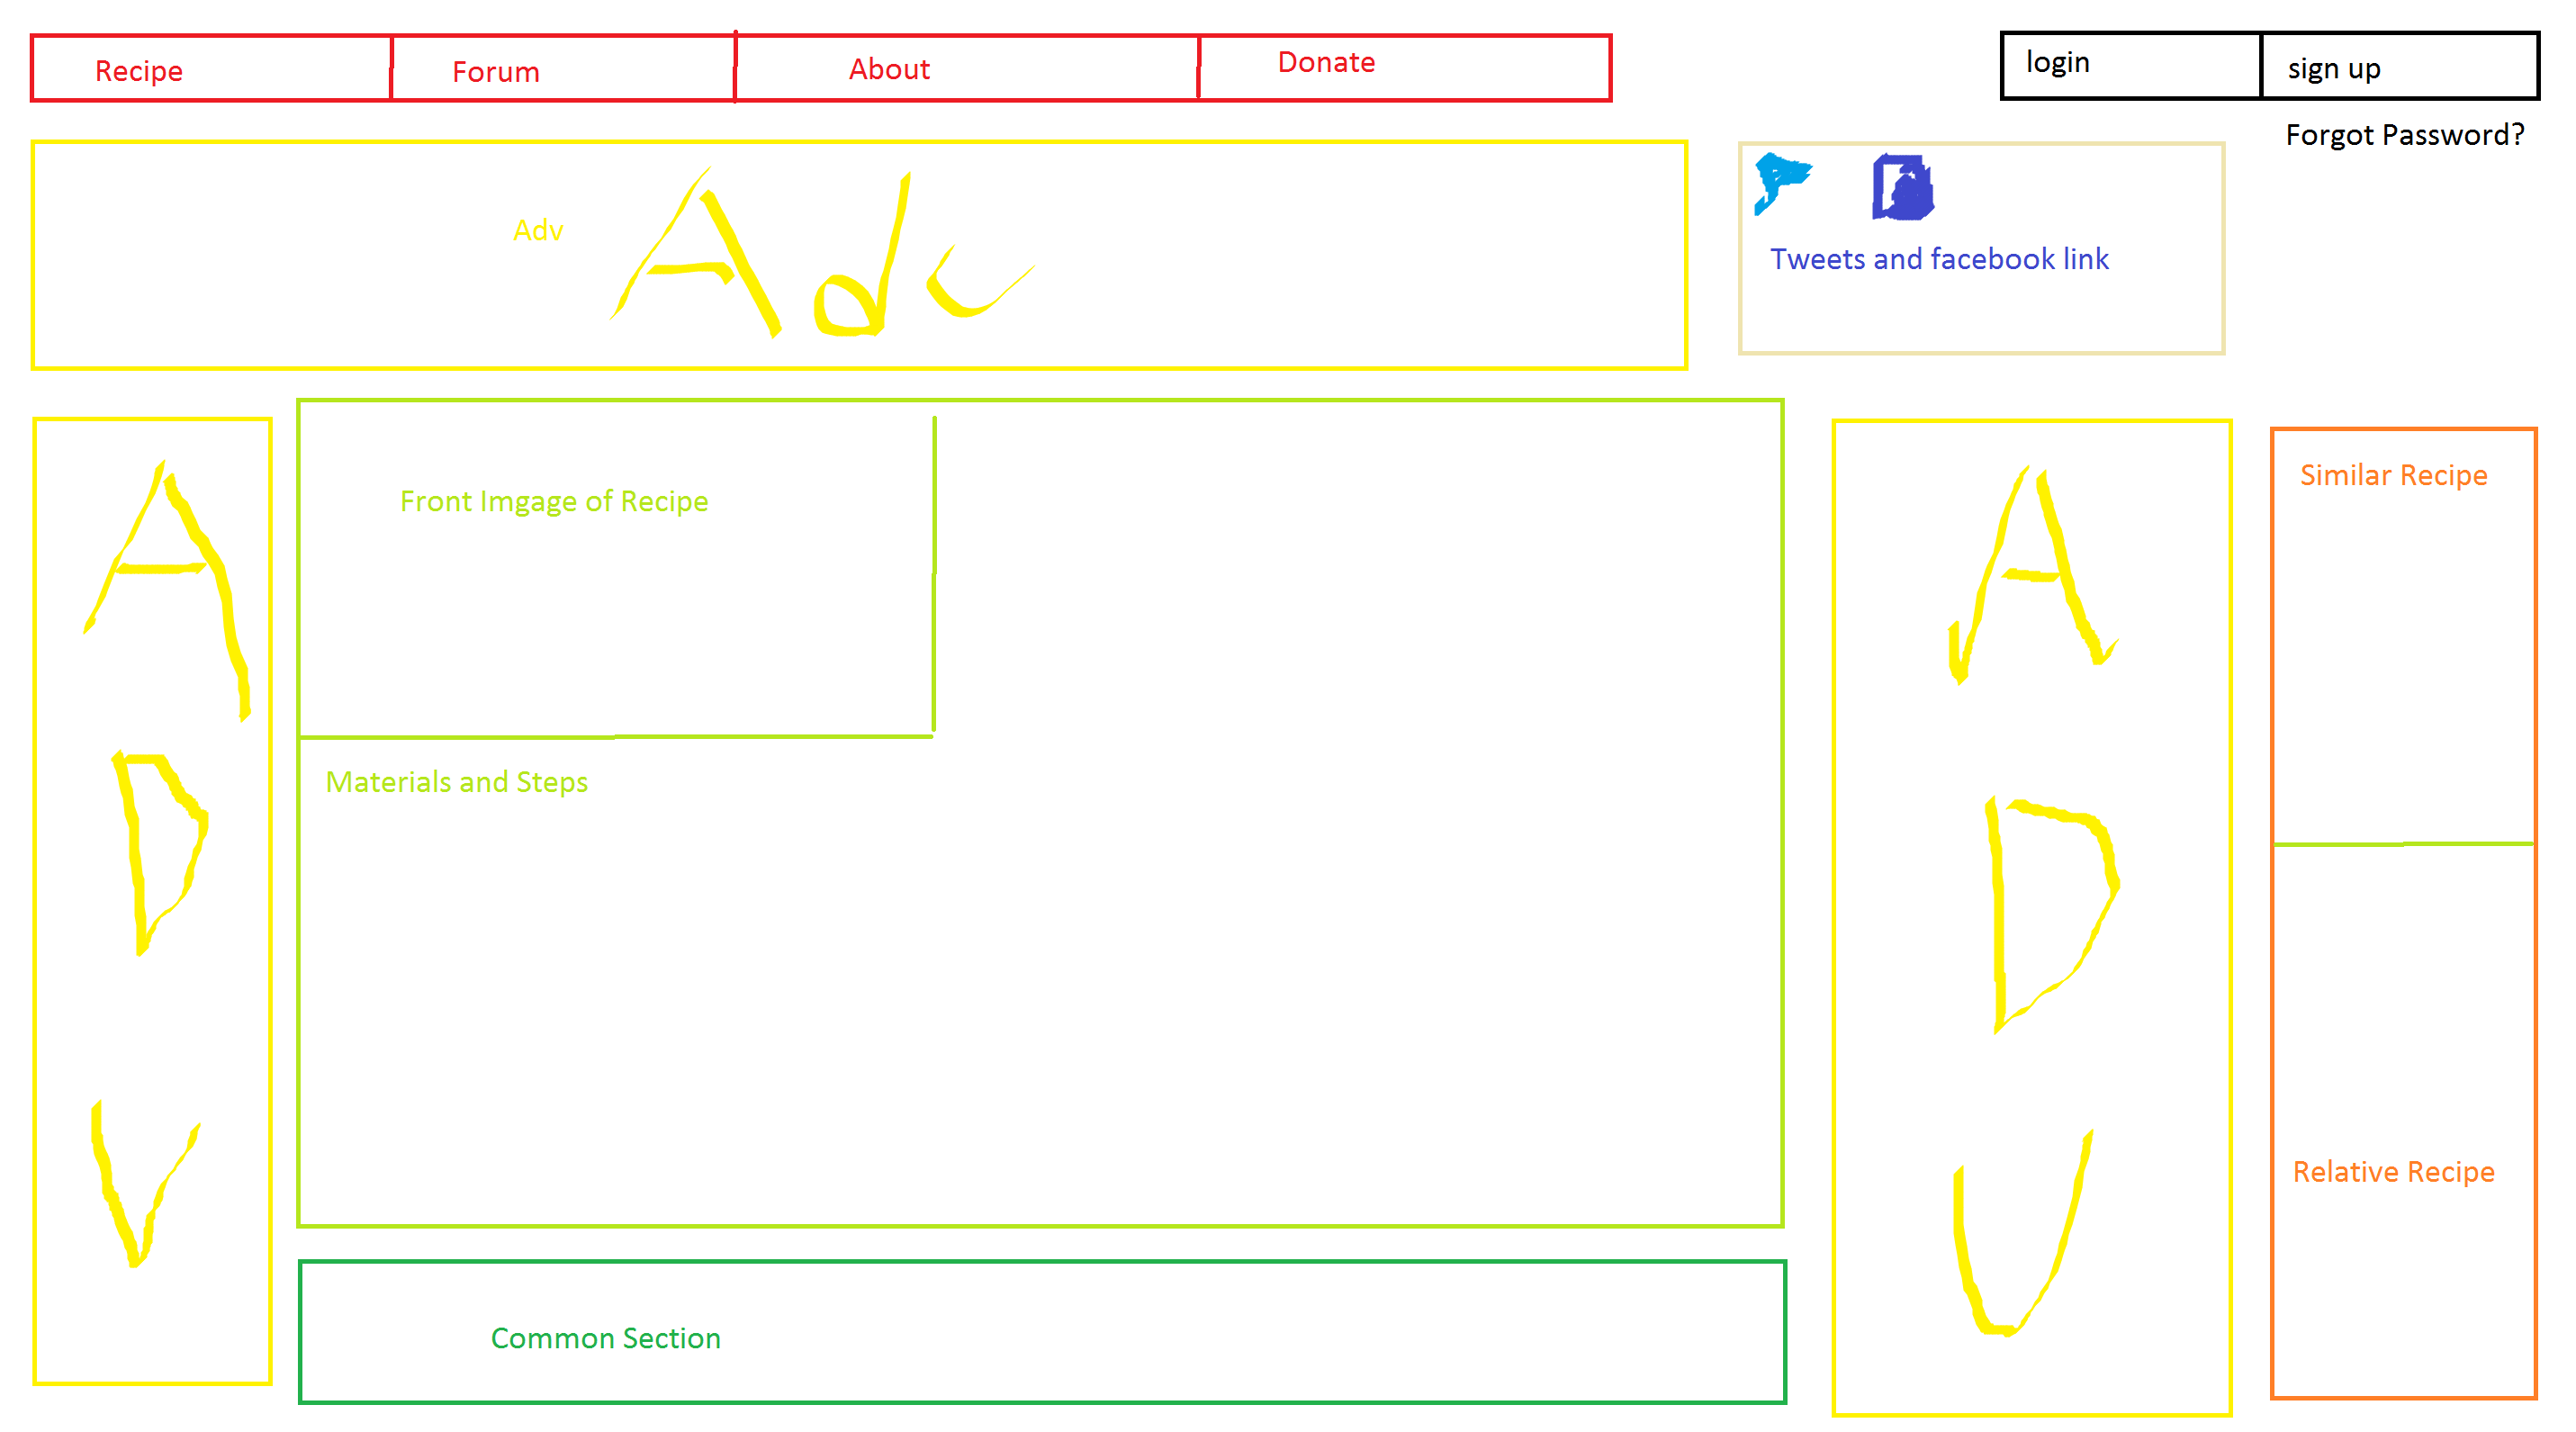 Recipe Forum About Donate login sign up
Forgot Password?
Adv Adv
Tweets and facebook link
ADV
Front Imgage of Recipe
Materials and Steps
ADV
Similar Recipe
Relative Recipe
Common Section